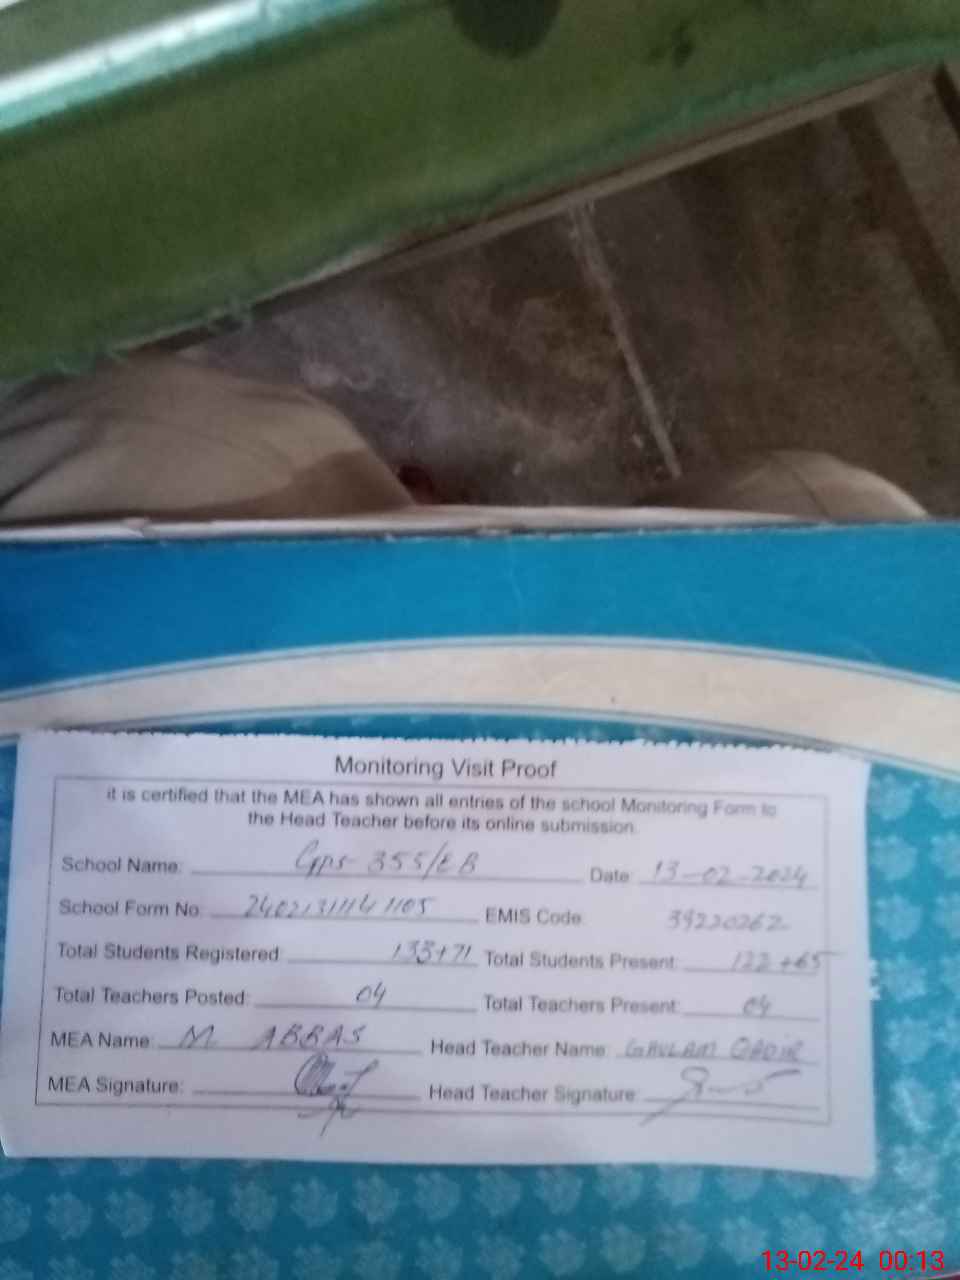 Monitoring Visit Proof
it is certified that the MEA has shown all entries of the school Monitoring Form to
the Head Teacher before its online submission.
School Name: GPS 355/EB Date: 13-02-2024
School Form No: EMIS Code: 39220262
Total Students Registered: 133+71 Total Students Present: 122+65
Total Teachers Posted: 04 Total Teachers Present: 04
MEA Name: M ABBAS Head Teacher Name: GHULAM QADIR
MEA Signature: Head Teacher Signature:
13-02-24 00:13